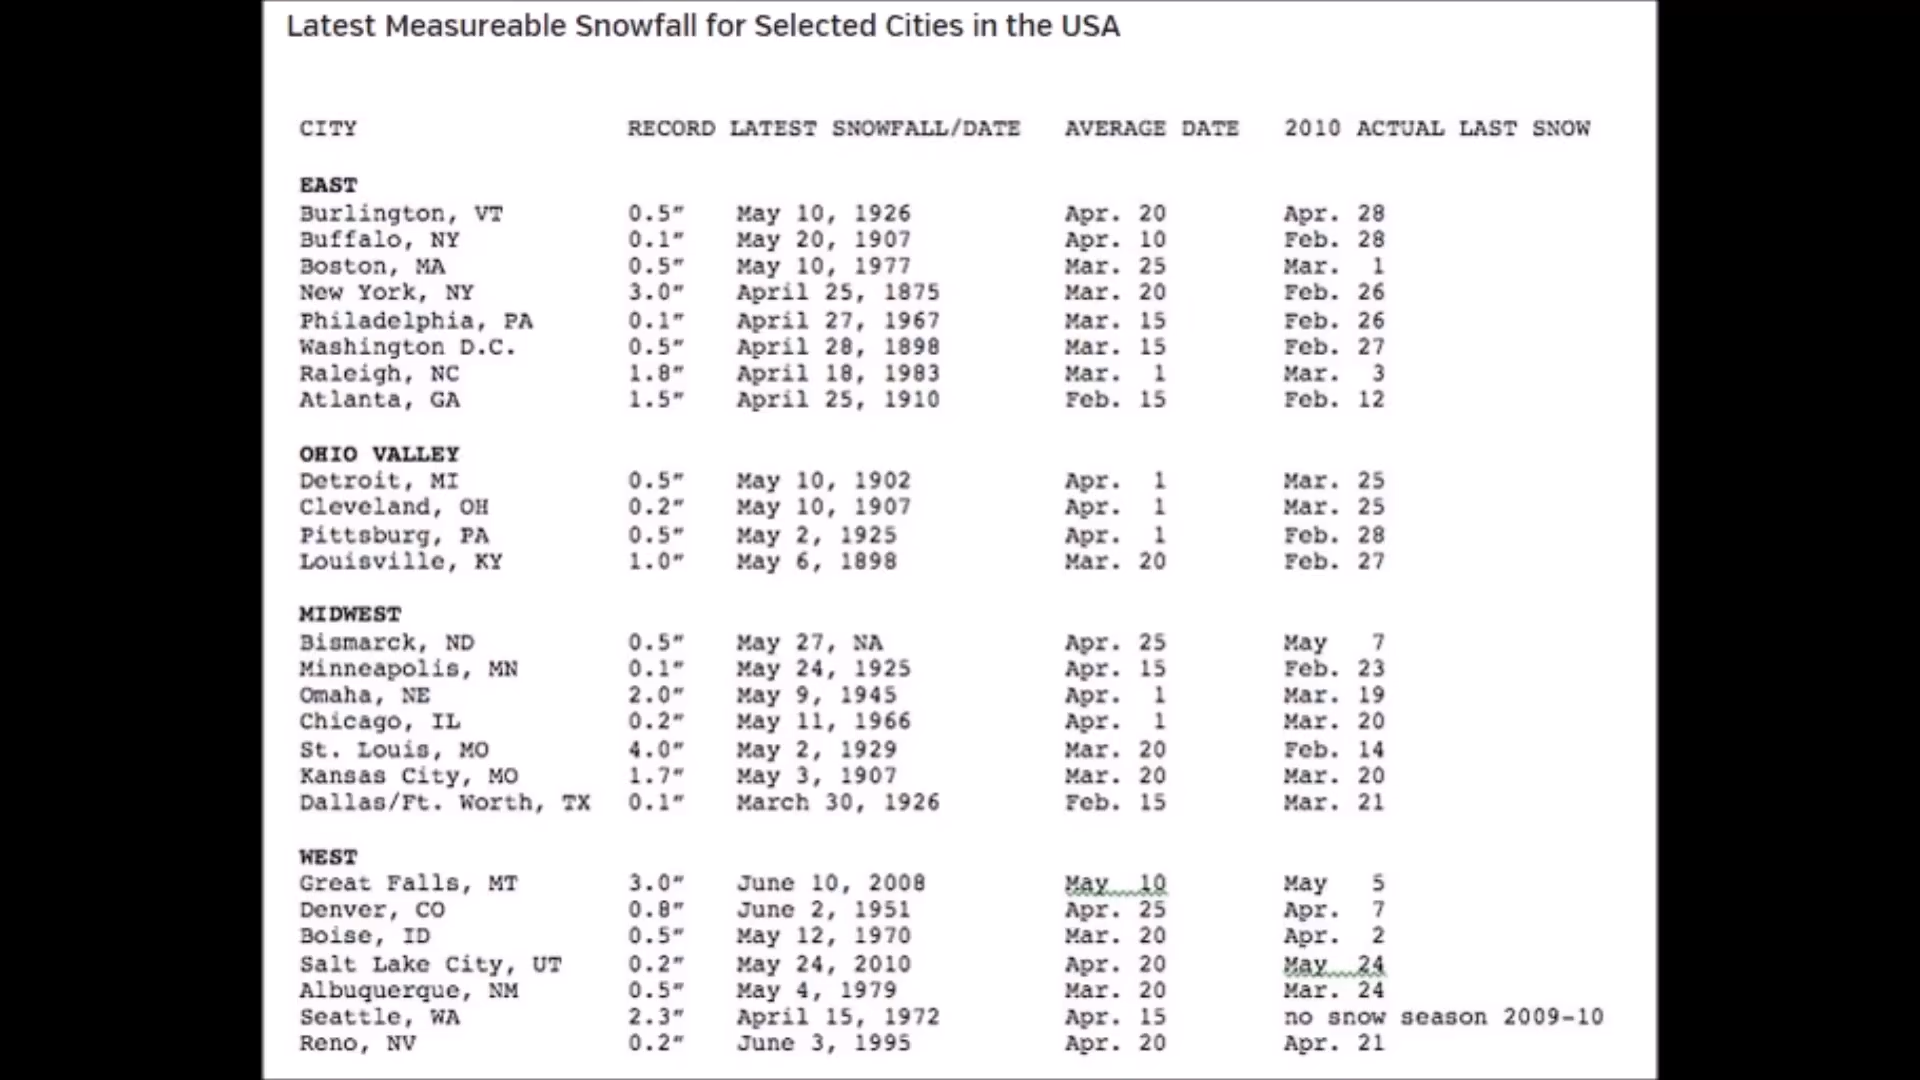 Latest Measureable Snowfall for Selected Cities in the USA
CITY RECORD LATEST SNOWFALL/DATE AVERAGE DATE 2010 ACTUAL LAST SNOW
EAST
Burlington, VT 0.5" May 10, 1926 Apr. 20 Apr. 28
Buffalo, NY 0.1" May 20, 1907 Apr. 10 Feb. 28
Boston, MA 0.5" May 10, 1977 Mar. 25 Mar. 1
New York, NY 3.0" April 25, 1875 Mar. 20 Feb. 26
Philadelphia, PA 0.1" April 27, 1967 Mar. 15 Feb. 26
Washington D.C. 0.5" April 28, 1898 Mar. 15 Feb. 27
Raleigh, NC 1.8" April 18, 1983 Mar. 1 Mar. 3
Atlanta, GA 1.5" April 25, 1910 Feb. 15 Feb. 12
OHIO VALLEY
Detroit, MI 0.5" May 10, 1902 Apr. 1 Mar. 25
Cleveland, OH 0.2" May 10, 1907 Apr. 1 Mar. 25
Pittsburg, PA 0.5" May 2, 1925 Apr. 1 Feb. 28
Louisville, KY 1.0" May 6, 1898 Mar. 20 Feb. 27
MIDWEST
Bismarck, ND 0.5" May 27, NA Apr. 25 May 7
Minneapolis, MN 0.1" May 24, 1925 Apr. 15 Feb. 23
Omaha, NE 2.0" May 9, 1945 Apr. 1 Mar. 19
Chicago, IL 0.2" May 11, 1966 Apr. 1 Mar. 20
St. Louis, MO 4.0" May 2, 1929 Mar. 20 Feb. 14
Kansas City, MO 1.7" May 3, 1907 Mar. 20 Mar. 20
Dallas/Ft. Worth, TX 0.1" March 30, 1926 Feb. 15 Mar. 21
WEST
Great Falls, MT 3.0" June 10, 2008 May 10 May 5
Denver, CO 0.8" June 2, 1951 Apr. 25 Apr. 7
Boise, ID 0.5" May 12, 1970 Mar. 20 Apr. 2
Salt Lake City, UT 0.2" May 24, 2010 Apr. 20 May 24
Albuquerque, NM 0.5" May 4, 1979 Mar. 20 Mar. 24
Seattle, WA 2.3" April 15, 1972 Apr. 15 no snow season 2009-10
Reno, NV 0.2" June 3, 1995 Apr. 20 Apr. 21